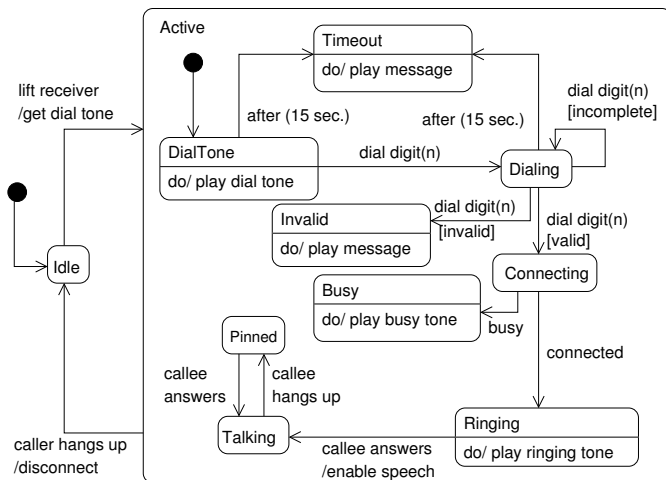 Active
Timeout
do/ play message
lift receiver
/get dial tone
dial digit(n)
[incomplete]
after (15 sec.)
after (15 sec.)
DialTone
do/ play dial tone
dial digit(n)
Dialing
Invalid
do/ play message
dial digit(n)
[invalid]
dial digit(n)
[valid]
Idle
Connecting
Busy
do/ play busy tone
busy
Pinned
connected
callee
answers
callee
hangs up
caller hangs up
/disconnect
Talking
callee answers
/enable speech
Ringing
do/ play ringing tone